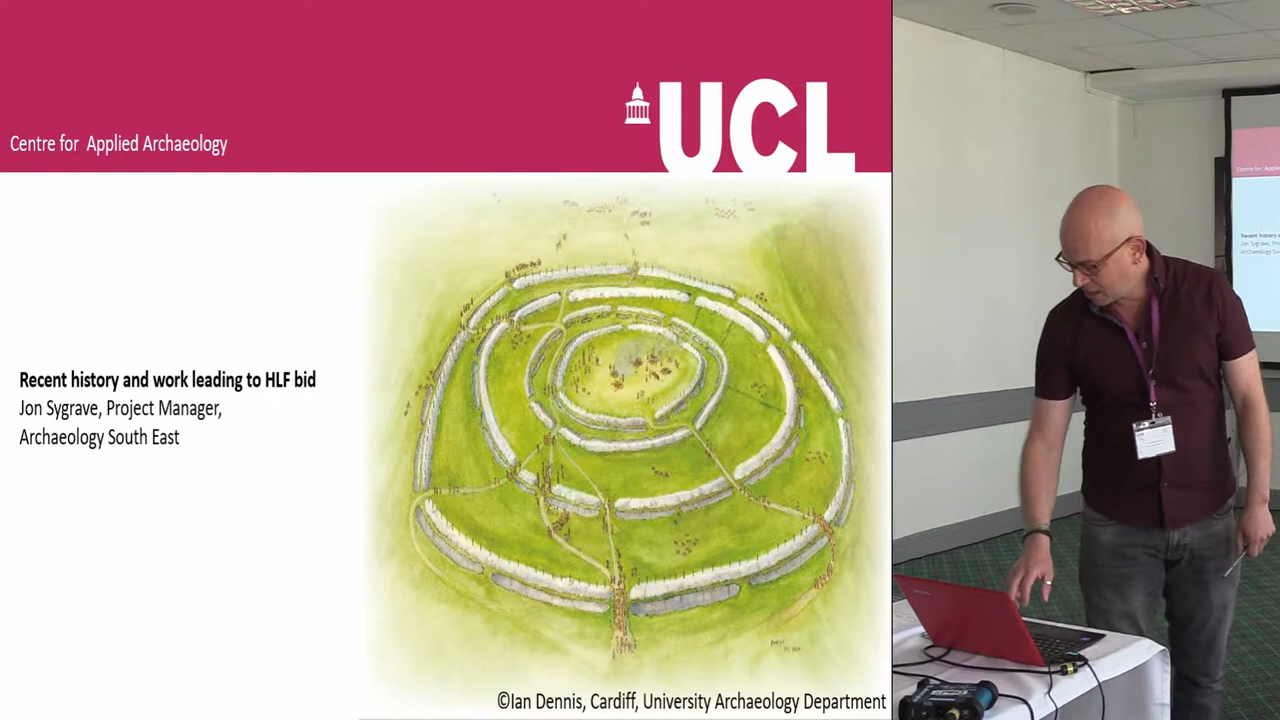 UCL
Centre for Applied Archaeology
Recent history and work leading to HLF bid
Jon Sygrave, Project Manager,
Archaeology South East
©Ian Dennis, Cardiff, University Archaeology Department